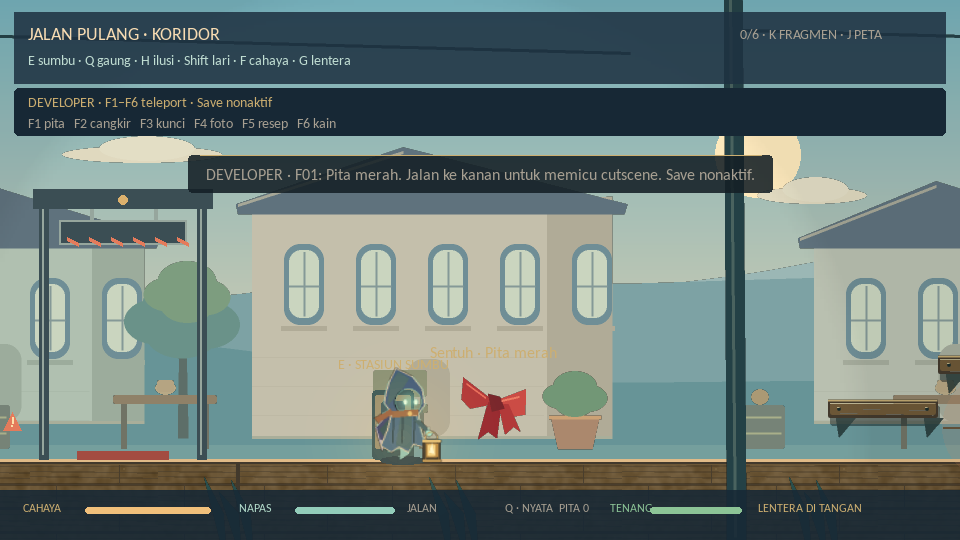 JALAN PULANG · KORIDOR
0/6 · K FRAGMEN · J PETA
E sumbu · Q gaung · H ilusi · Shift lari · F cahaya · G lentera
DEVELOPER · F1–F6 teleport · Save nonaktif
F1 pita F2 cangkir F3 kunci F4 foto F5 resep F6 kain
DEVELOPER · F01: Pita merah. Jalan ke kanan untuk memicu cutscene. Save nonaktif.
Sentuh · Pita merah
E · STASIUN
CAHAYA NAPAS JALAN Q · NYATA PITA 0 TENANG LENTERA DI TANGAN